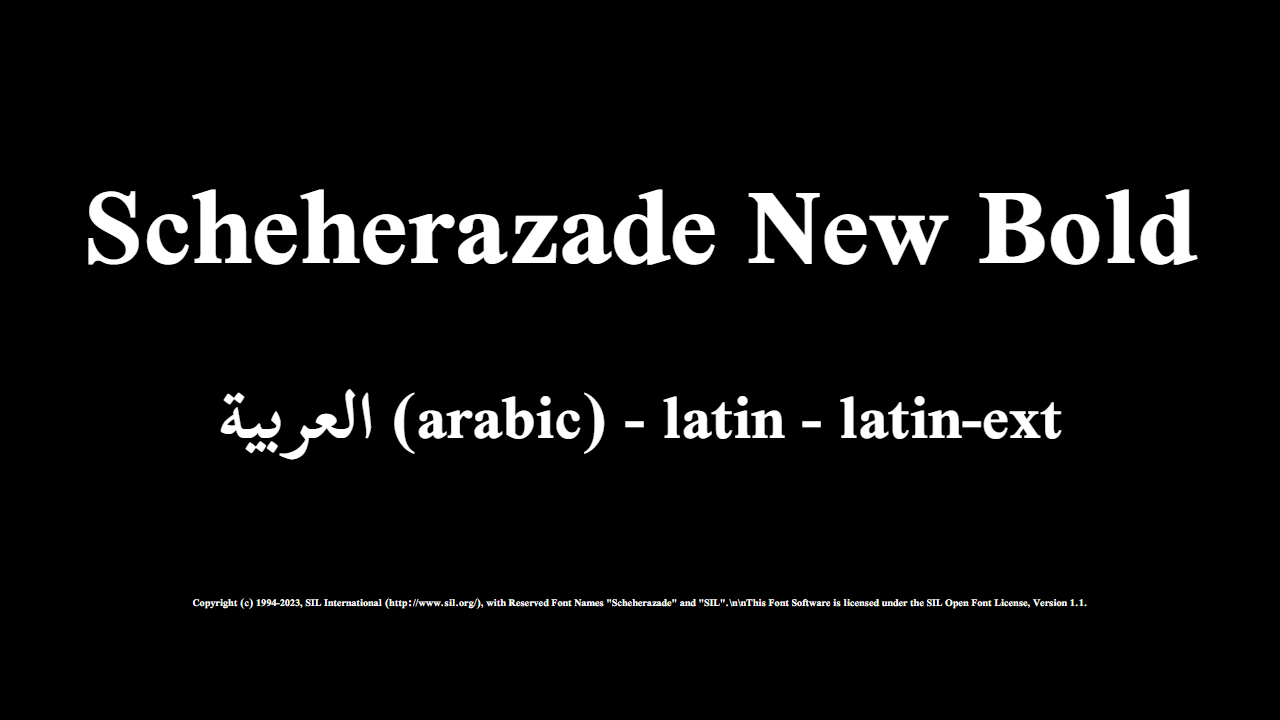 Scheherazade New Bold
العربية (arabic) - latin - latin-ext
Copyright (c) 1994-2023, SIL International (http://www.sil.org/), with Reserved Font Names "Scheherazade" and "SIL".\n\nThis Font Software is licensed under the SIL Open Font License, Version 1.1.